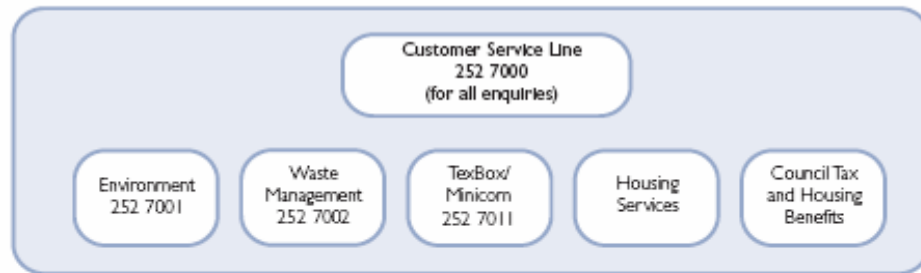 Customer Service Line
252 7000
(for all enquiries)
Environment
252 7001
Waste
Management
252 7002
TexBox/
Minicom
252 7011
Housing
Services
Council Tax
and Housing
Benefits